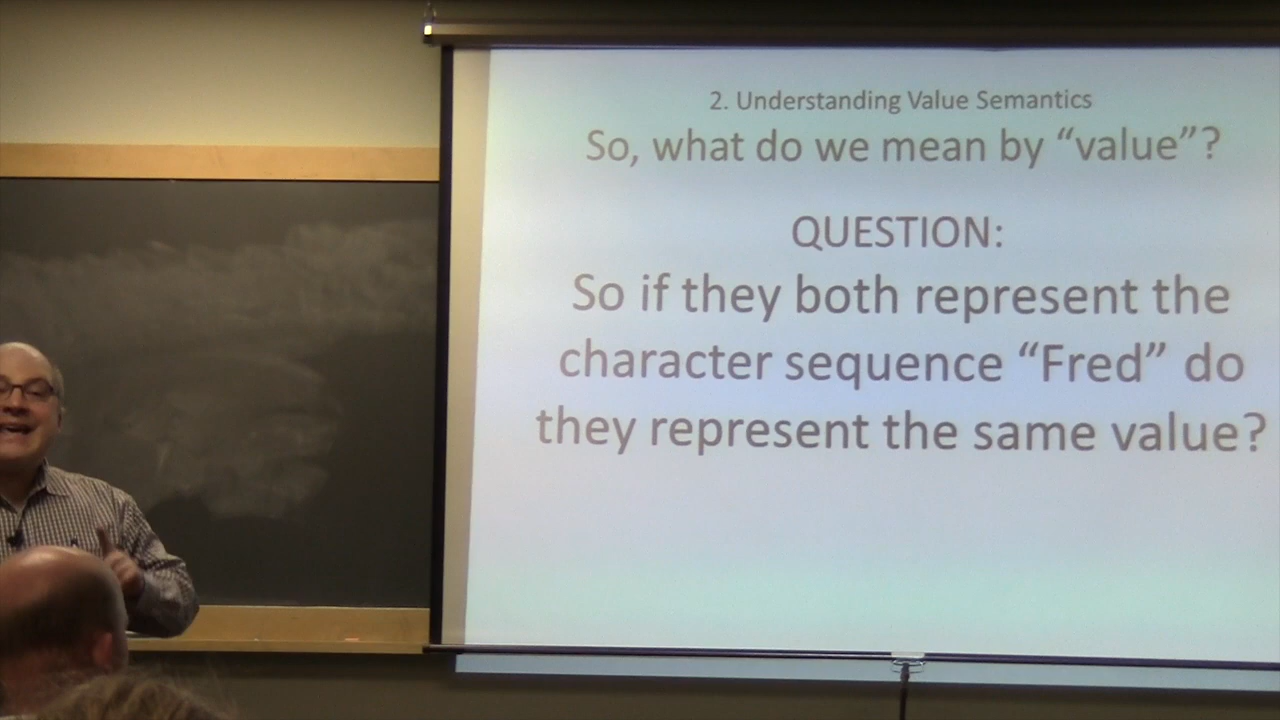 2. Understanding Value Semantics
So, what do we mean by “value”?
QUESTION:
So if they both represent the
character sequence “Fred” do
they represent the same value?